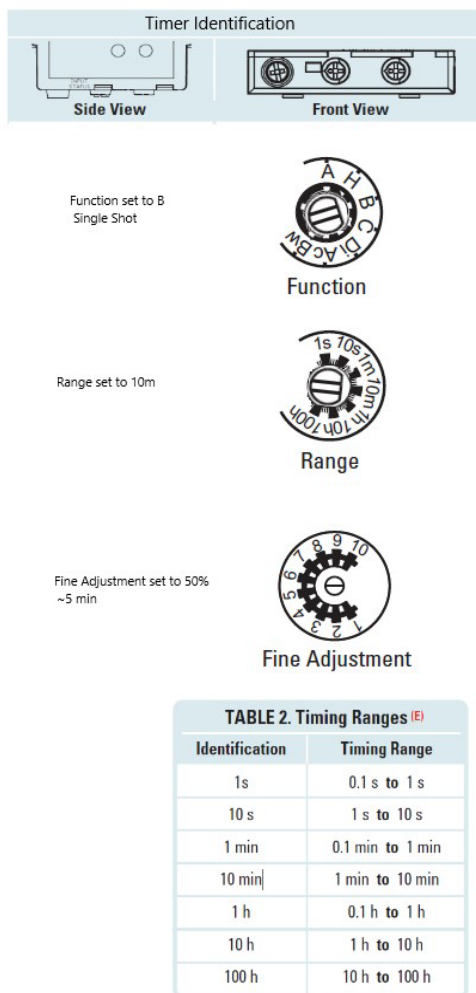 Timer Identification
INPUT
STATUS
Side View
Front View
A H B C Di Ac Bw
Function set to B
Single Shot
Function
1s 10s 1m 10m 1h 10h 100h
Range set to 10m
Range
1 2 3 4 5 6 7 8 9 10
Fine Adjustment set to 50%
~5 min
Fine Adjustment
TABLE 2. Timing Ranges (E)
Identification Timing Range
1s 0.1 s to 1 s
10 s 1 s to 10 s
1 min 0.1 min to 1 min
10 min 1 min to 10 min
1 h 0.1 h to 1 h
10 h 1 h to 10 h
100 h 10 h to 100 h